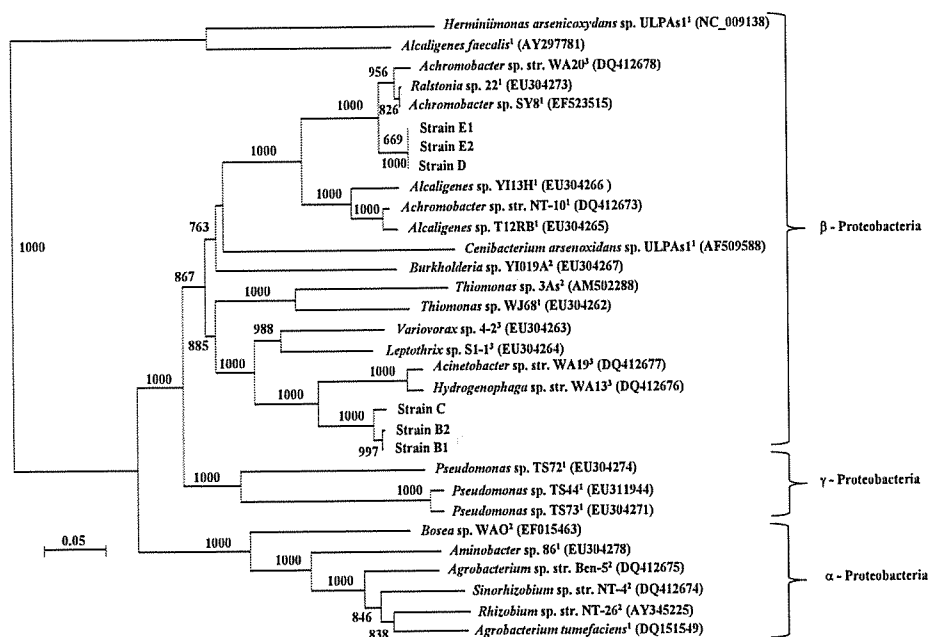 Herminiimonas arsenicoxydans sp. ULPAs1¹ (NC_009138)
Alcaligenes faecalis¹ (AY297781)
956 Achromobacter sp. str. WA20³ (DQ412678)
Ralstonia sp. 22¹ (EU304273)
1000 826 Achromobacter sp. SY8¹ (EF523515)
Strain E1
669 Strain E2
1000 1000 Strain D
Alcaligenes sp. YI13H¹ (EU304266 )
1000 Achromobacter sp. str. NT-10¹ (DQ412673)
1000 Alcaligenes sp. T12RB¹ (EU304265)
763 β - Proteobacteria
1000 Cenibacterium arsenoxidans sp. ULPAs1¹ (AF509588)
867 Burkholderia sp. YI019A² (EU304267)
1000 Thiomonas sp. 3As² (AM502288)
Thiomonas sp. WJ68¹ (EU304262)
988 Variovorax sp. 4-2³ (EU304263)
885 Leptothrix sp. S1-1³ (EU304264)
1000 1000 Acinetobacter sp. str. WA19³ (DQ412677)
1000 Hydrogenophaga sp. str. WA13³ (DQ412676)
1000 Strain C
Strain B2
997 Strain B1
Pseudomonas sp. TS72¹ (EU304274)
1000 1000 Pseudomonas sp. TS44¹ (EU311944) γ - Proteobacteria
Pseudomonas sp. TS73¹ (EU304271)
Bosea sp. WAO² (EF015463)
0.05 1000 Aminobacter sp. 86¹ (EU304278)
1000 Agrobacterium sp. str. Ben-5² (DQ412675)
1000 Sinorhizobium sp. str. NT-4² (DQ412674) α - Proteobacteria
846 Rhizobium sp. str. NT-26² (AY345225)
838 Agrobacterium tumefaciens¹ (DQ151549)